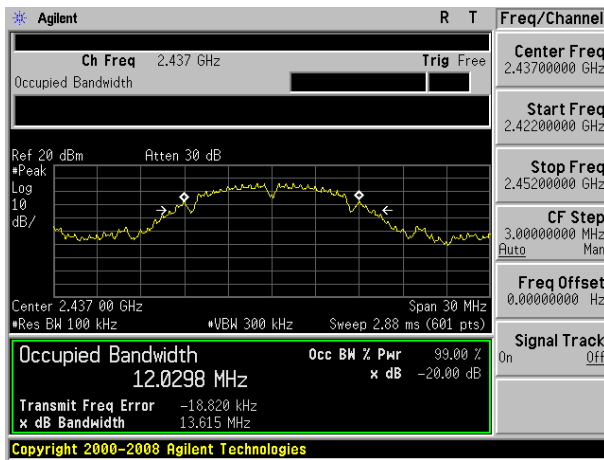 Agilent R T Freq/Channel
Ch Freq 2.437 GHz Trig Free
Occupied Bandwidth
Center Freq
2.43700000 GHz
Start Freq
2.42200000 GHz
Stop Freq
2.45200000 GHz
CF Step
3.00000000 MHz
Auto Man
Freq Offset
0.00000000 Hz
Signal Track
On Off
Ref 20 dBm Atten 30 dB
#Peak
Log
10
dB/
Center 2.437 00 GHz Span 30 MHz
#Res BW 100 kHz #VBW 300 kHz Sweep 2.88 ms (601 pts)
Occupied Bandwidth Occ BW % Pwr 99.00 %
12.0298 MHz x dB -20.00 dB
Transmit Freq Error -18.820 kHz
x dB Bandwidth 13.615 MHz
Copyright 2000-2008 Agilent Technologies